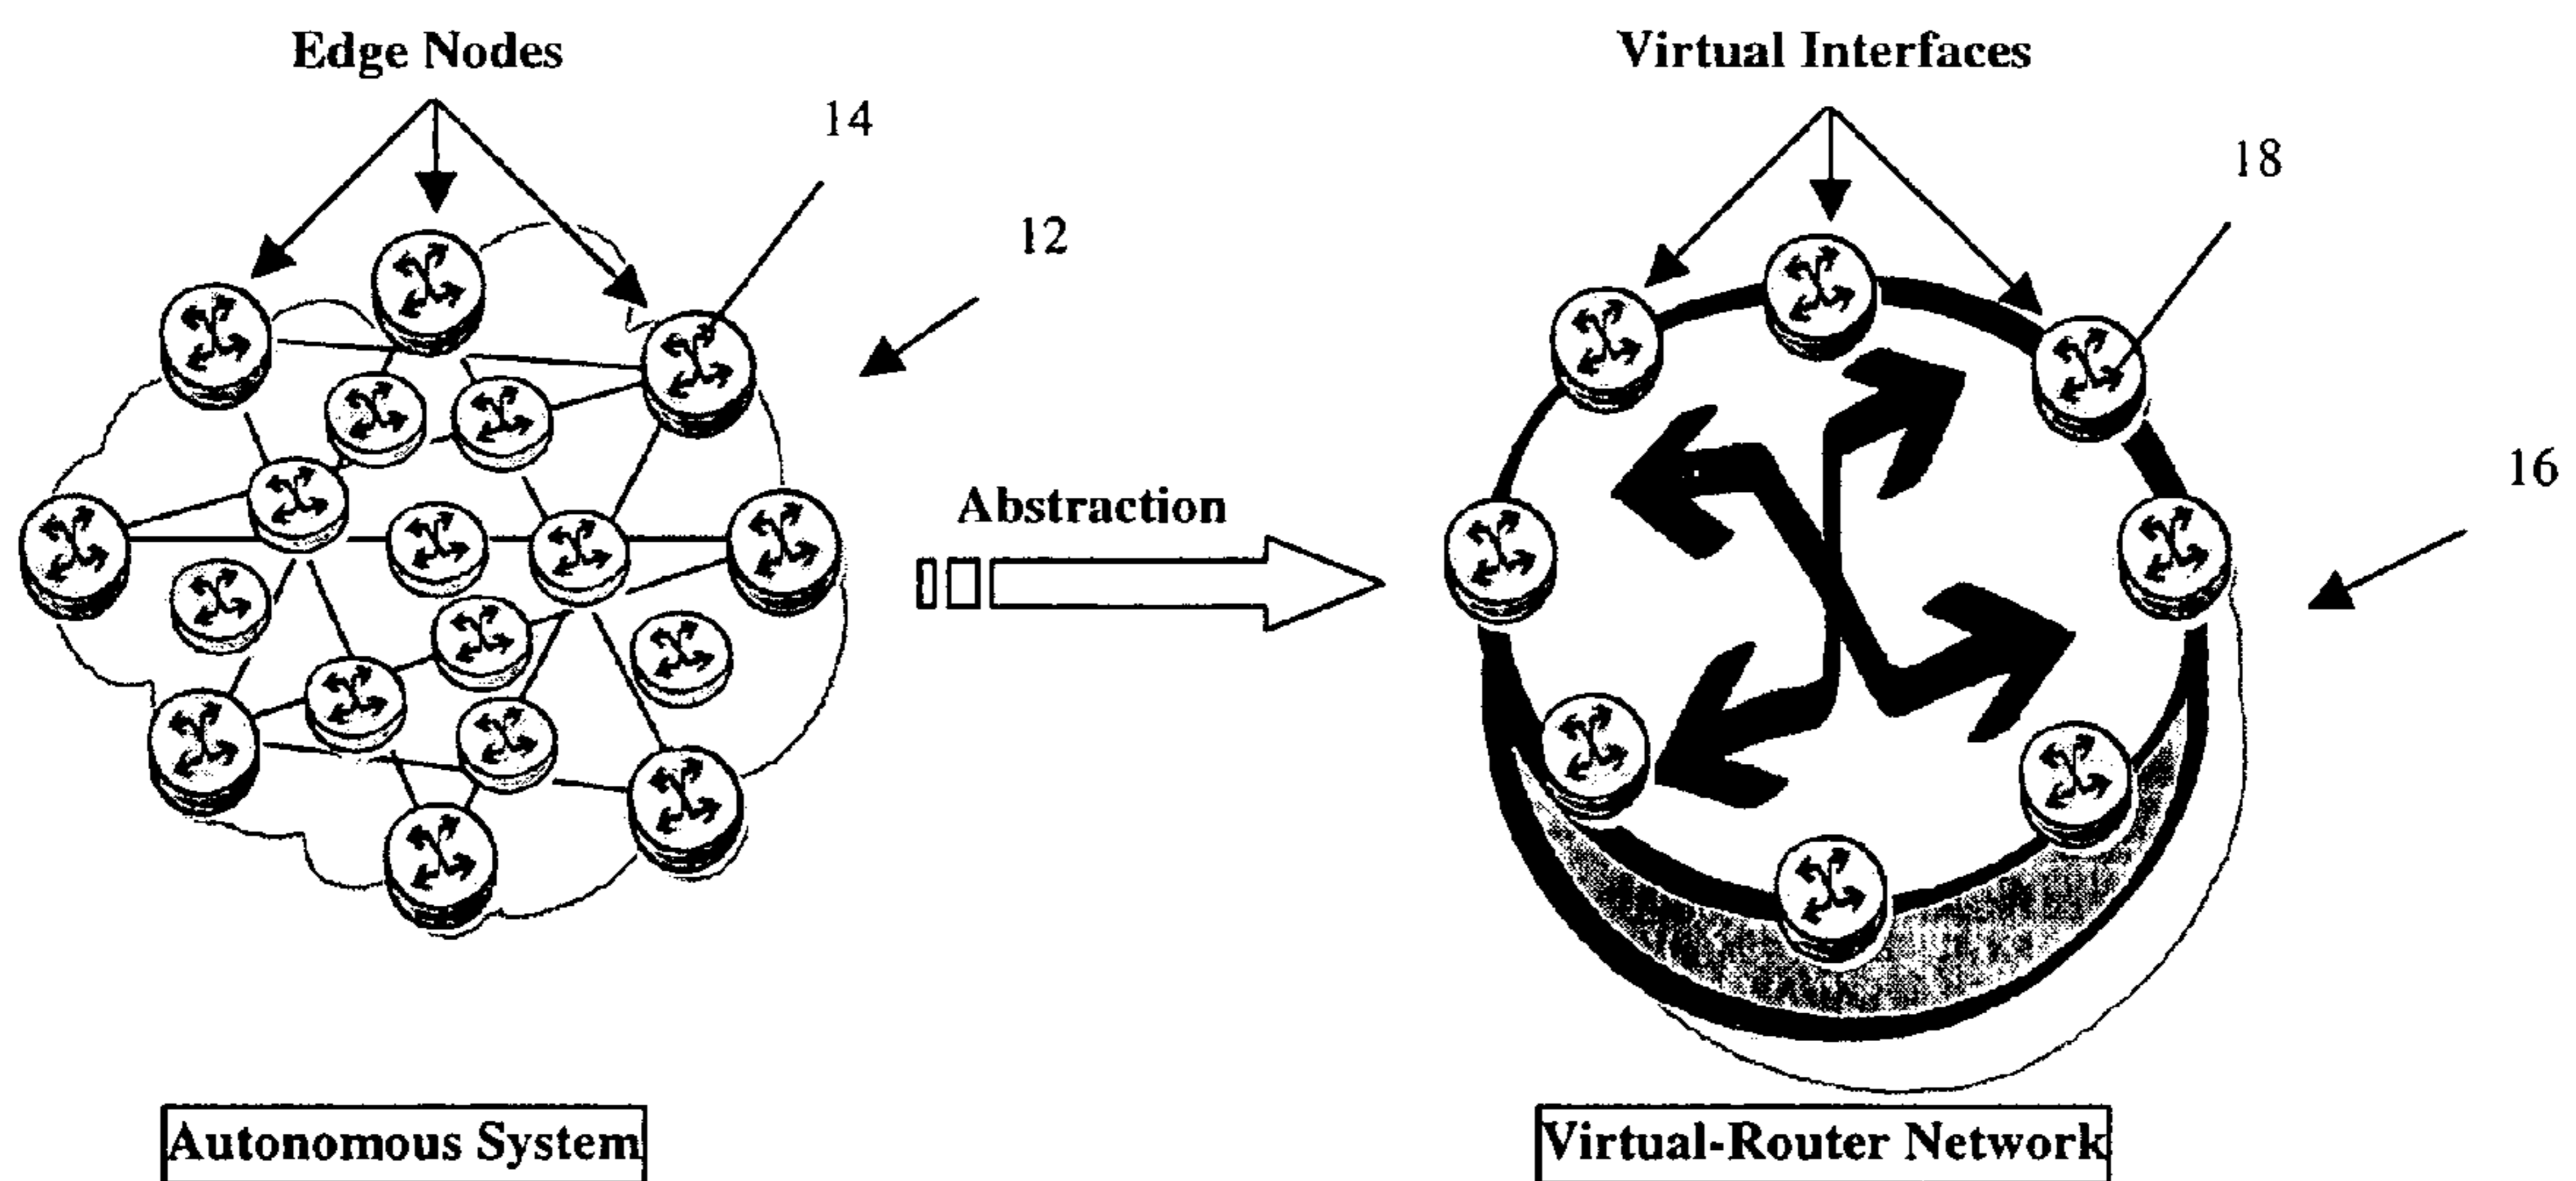 Edge Nodes
Virtual Interfaces
14
18
12
16
Abstraction
Autonomous System
Virtual-Router Network